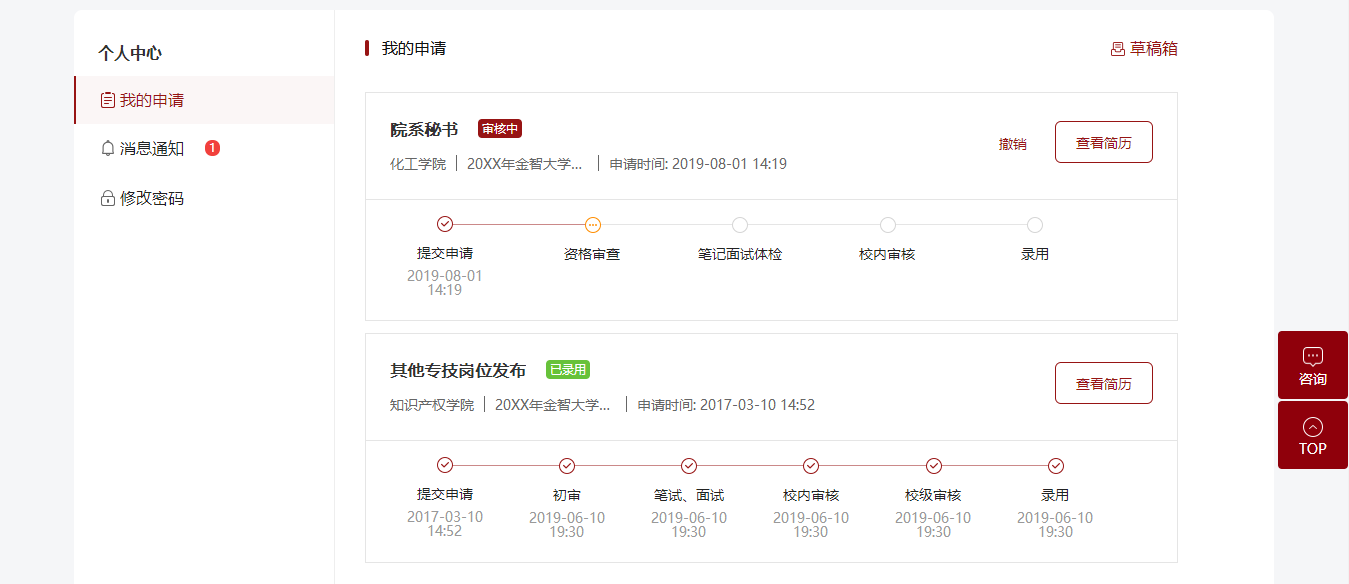 个人中心
我的申请
消息通知 1
修改密码
我的申请
草稿箱
院系秘书 审核中
化工学院 | 20XX年金智大学... | 申请时间: 2019-08-01 14:19
撤销 查看简历
提交申请 资格审查 笔记面试体检 校内审核 录用
2019-08-01
14:19
其他专技岗位发布 已录用
知识产权学院 | 20XX年金智大学... | 申请时间: 2017-03-10 14:52
查看简历
提交申请 初审 笔试、面试 校内审核 校级审核 录用
2017-03-10 2019-06-10 2019-06-10 2019-06-10 2019-06-10 2019-06-10
14:52 19:30 19:30 19:30 19:30 19:30
咨询
TOP